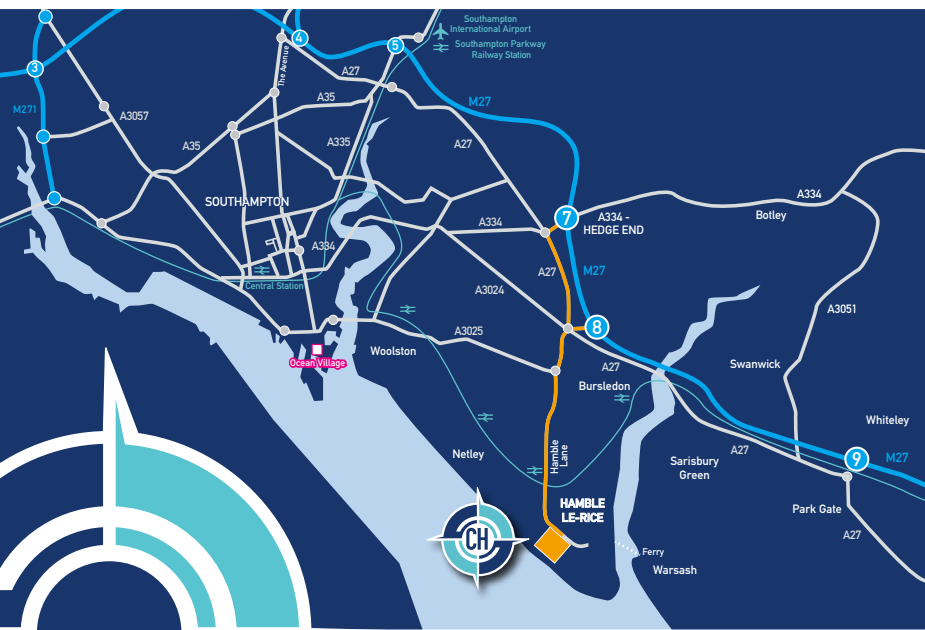 Southampton
International Airport
Southampton Parkway
Railway Station
4
5
3
The Avenue
A27
M271
A3057
A35
M27
A35
A335
A27
SOUTHAMPTON
A334
Botley
7
A334 -
HEDGE END
A334
A334
A27
M27
Central Station
A3024
A3051
8
A3025
Ocean Village
Woolston
A27
Swanwick
Bursledon
Whiteley
Hamble
Lane
Netley
A27
9
M27
Sarisbury
Green
HAMBLE
LE-RICE
Park Gate
CH
A27
Ferry
Warsash